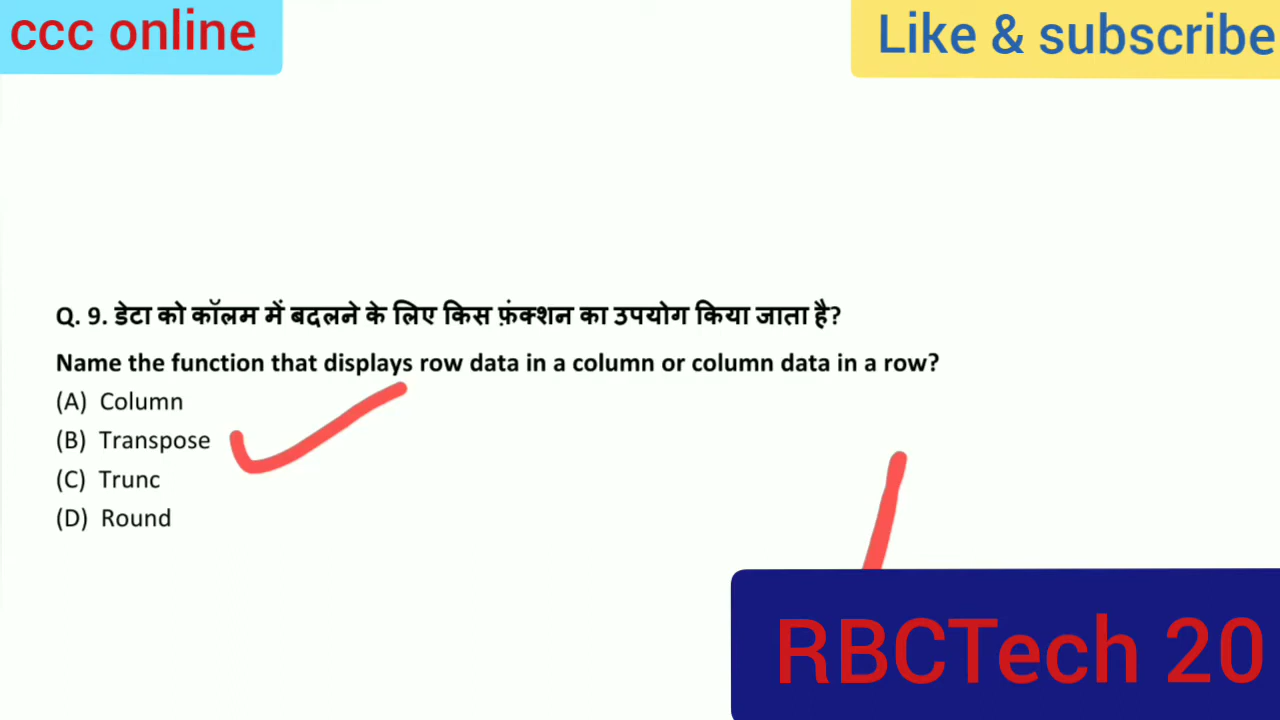 ccc online
Like & subscribe
Q. 9. डेटा को कॉलम में बदलने के लिए किस फ़ंक्शन का उपयोग किया जाता है?
Name the function that displays row data in a column or column data in a row?
(A) Column
(B) Transpose
(C) Trunc
(D) Round
RBCTech 20